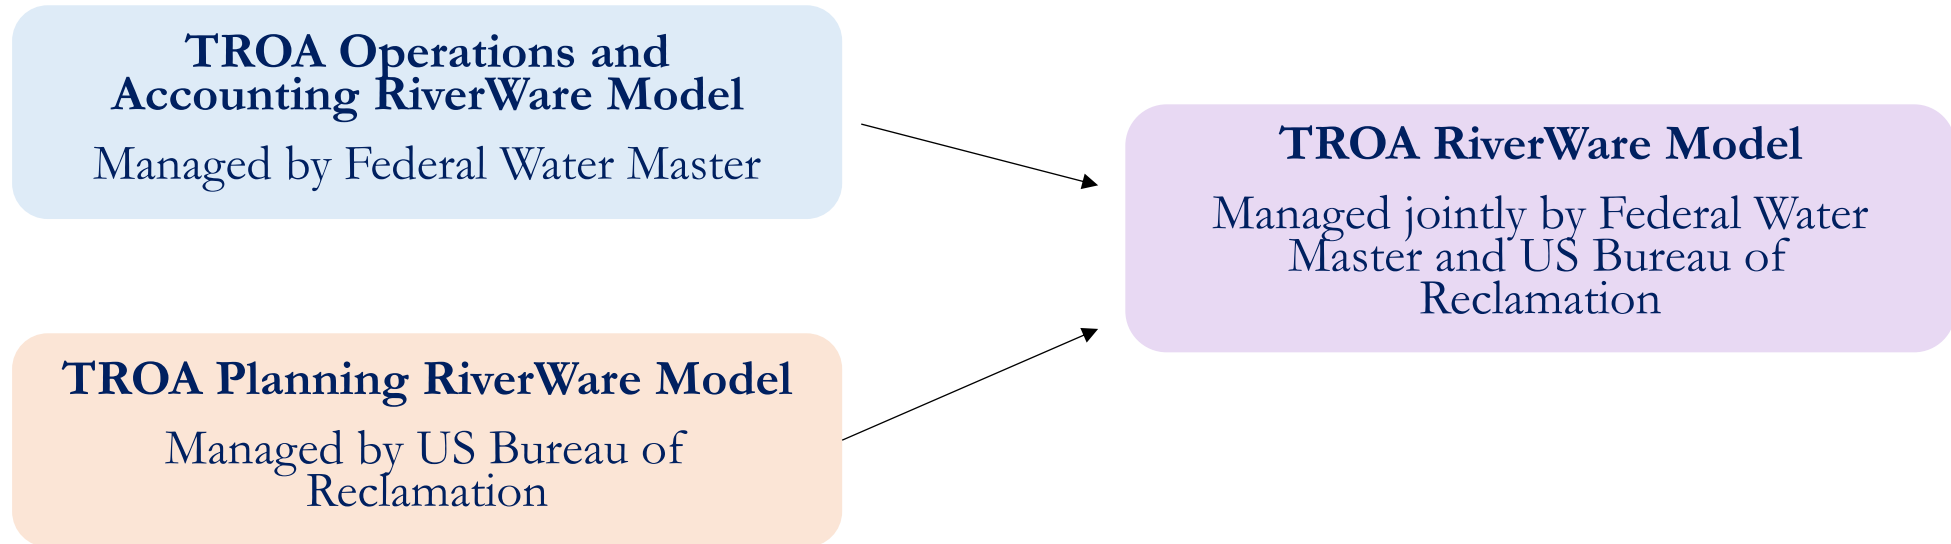 TROA Operations and
Accounting RiverWare Model
Managed by Federal Water Master
TROA Planning RiverWare Model
Managed by US Bureau of
Reclamation
TROA RiverWare Model
Managed jointly by Federal Water
Master and US Bureau of
Reclamation